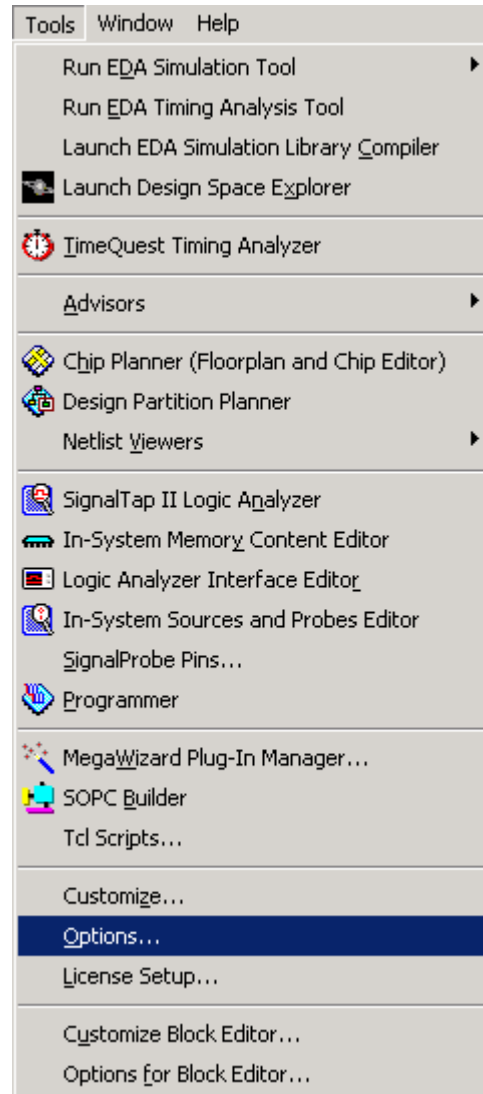 Tools Window Help
Run EDA Simulation Tool
Run EDA Timing Analysis Tool
Launch EDA Simulation Library Compiler
Launch Design Space Explorer
TimeQuest Timing Analyzer
Advisors
Chip Planner (Floorplan and Chip Editor)
Design Partition Planner
Netlist Viewers
SignalTap II Logic Analyzer
In-System Memory Content Editor
Logic Analyzer Interface Editor
In-System Sources and Probes Editor
SignalProbe Pins...
Programmer
MegaWizard Plug-In Manager...
SOPC Builder
Tcl Scripts...
Customize...
Options...
License Setup...
Customize Block Editor...
Options for Block Editor...